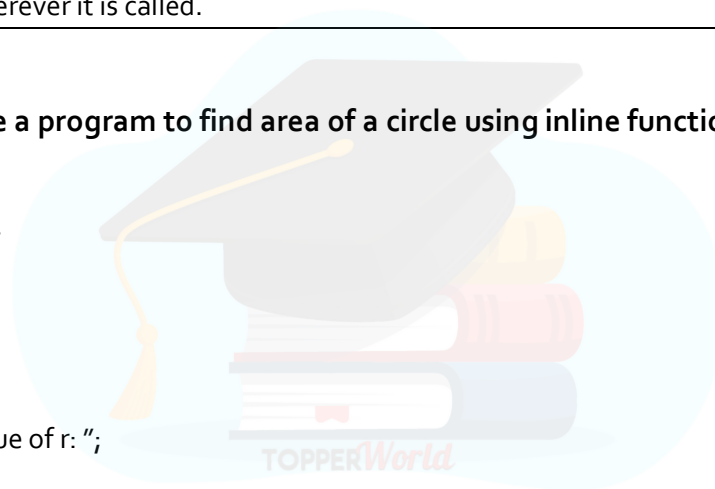 erever it is called.
e a program to find area of a circle using inline functio
ue of r: ”;
TOPPERWorld